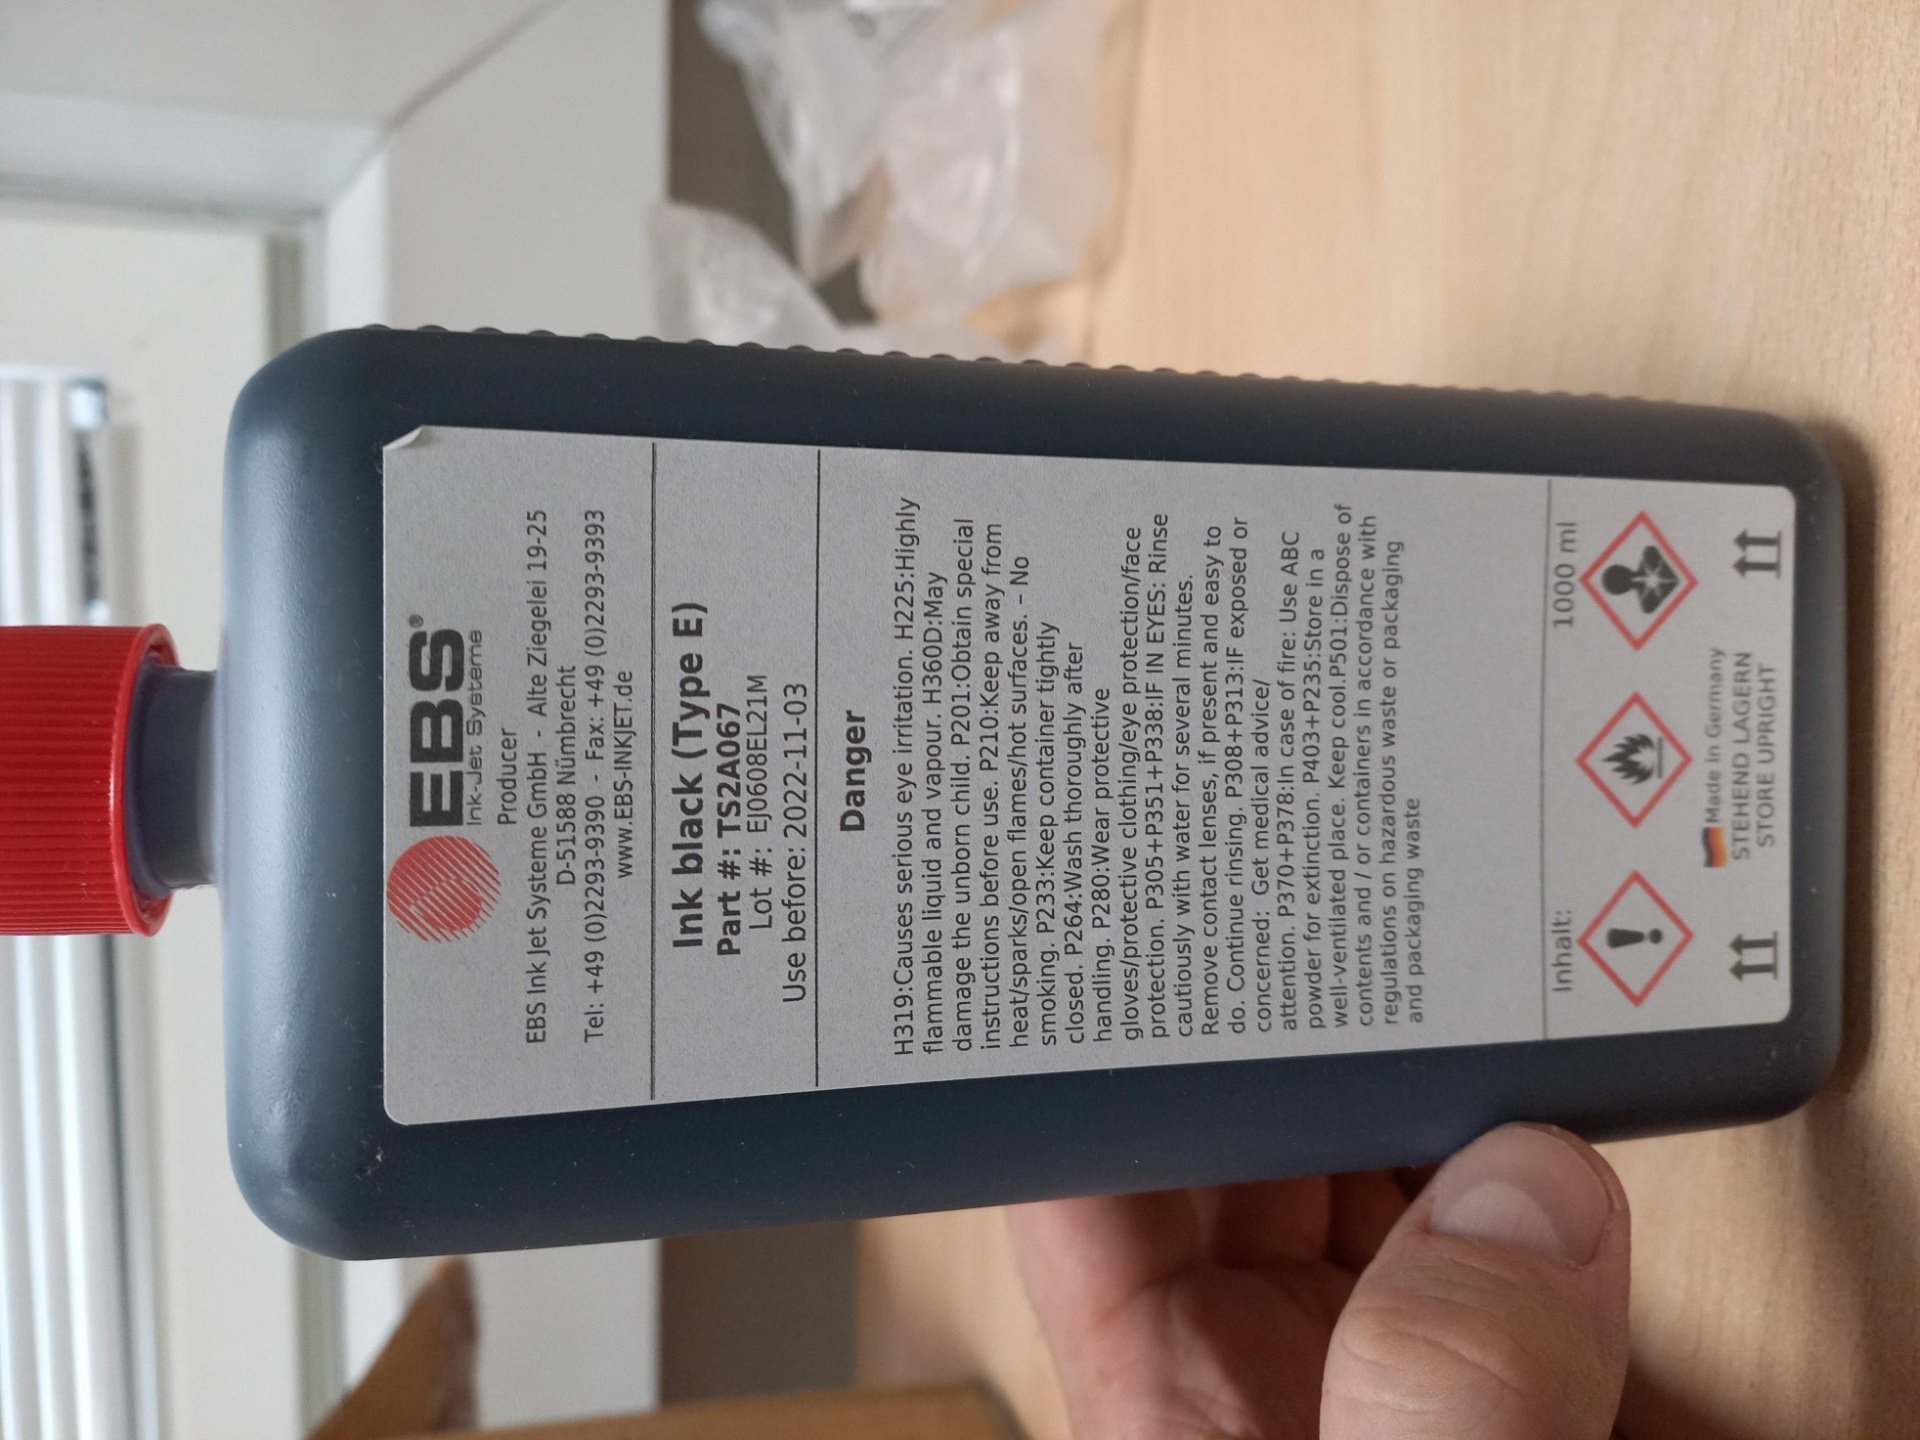 EBS®
Ink-Jet Systeme
Producer
EBS Ink Jet Systeme GmbH - Alte Ziegelei 19-25
D-51588 Nümbrecht
Tel: +49 (0)2293-9390 - Fax: +49 (0)2293-9393
www.EBS-INKJET.de
Ink black (Type E)
Part #: TS2A067
Lot #: EJ0608EL21M
Use before: 2022-11-03
Danger
H319:Causes serious eye irritation. H225:Highly
flammable liquid and vapour. H360D:May
damage the unborn child. P201:Obtain special
instructions before use. P210:Keep away from
heat/sparks/open flames/hot surfaces. – No
smoking. P233:Keep container tightly
closed. P264:Wash thoroughly after
handling. P280:Wear protective
gloves/protective clothing/eye protection/face
protection. P305+P351+P338:IF IN EYES: Rinse
cautiously with water for several minutes.
Remove contact lenses, if present and easy to
do. Continue rinsing. P308+P313:IF exposed or
concerned: Get medical advice/
attention. P370+P378:In case of fire: Use ABC
powder for extinction. P403+P235:Store in a
well-ventilated place. Keep cool.P501:Dispose of
contents and / or containers in accordance with
regulations on hazardous waste or packaging
and packaging waste
Inhalt: 1000 ml
Made in Germany
STEHEND LAGERN
STORE UPRIGHT